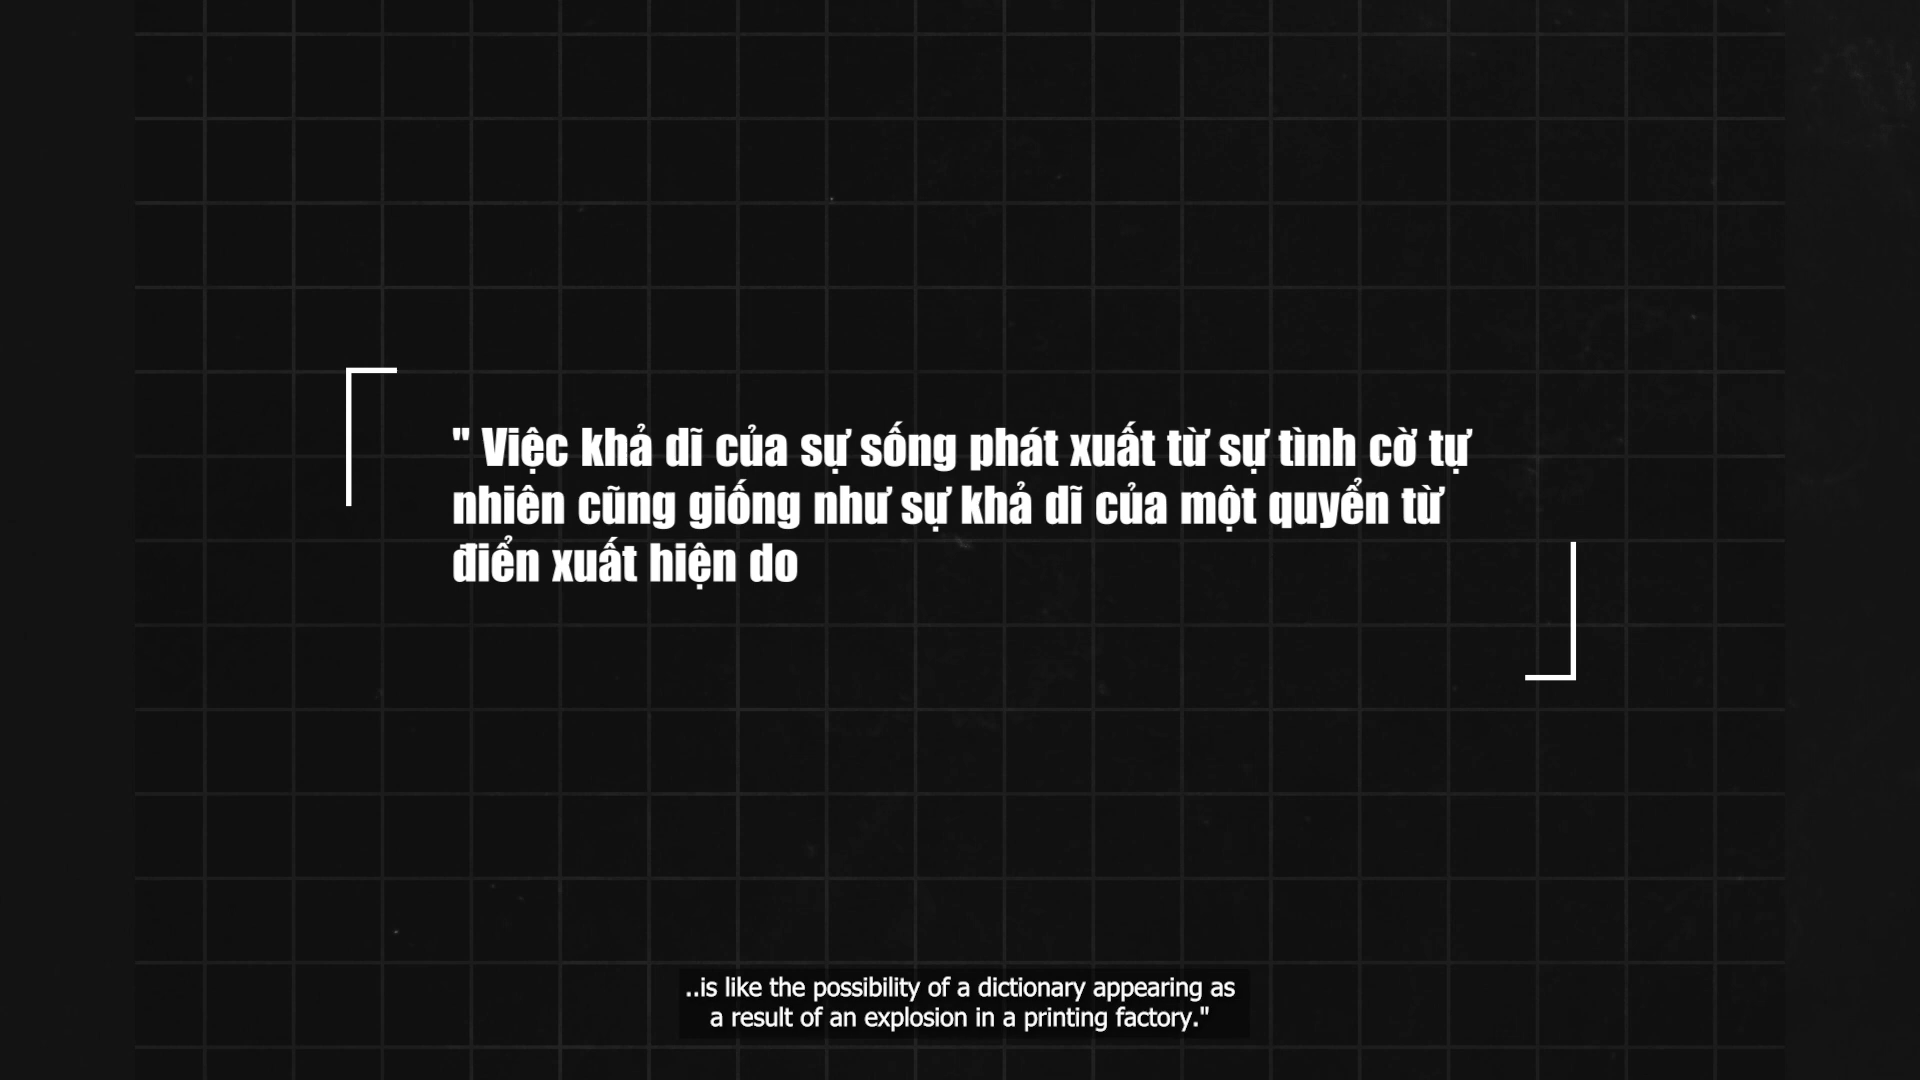 " Việc khả dĩ của sự sống phát xuất từ sự tình cờ tự
nhiên cũng giống như sự khả dĩ của một quyển từ
điển xuất hiện do
..is like the possibility of a dictionary appearing as
a result of an explosion in a printing factory."